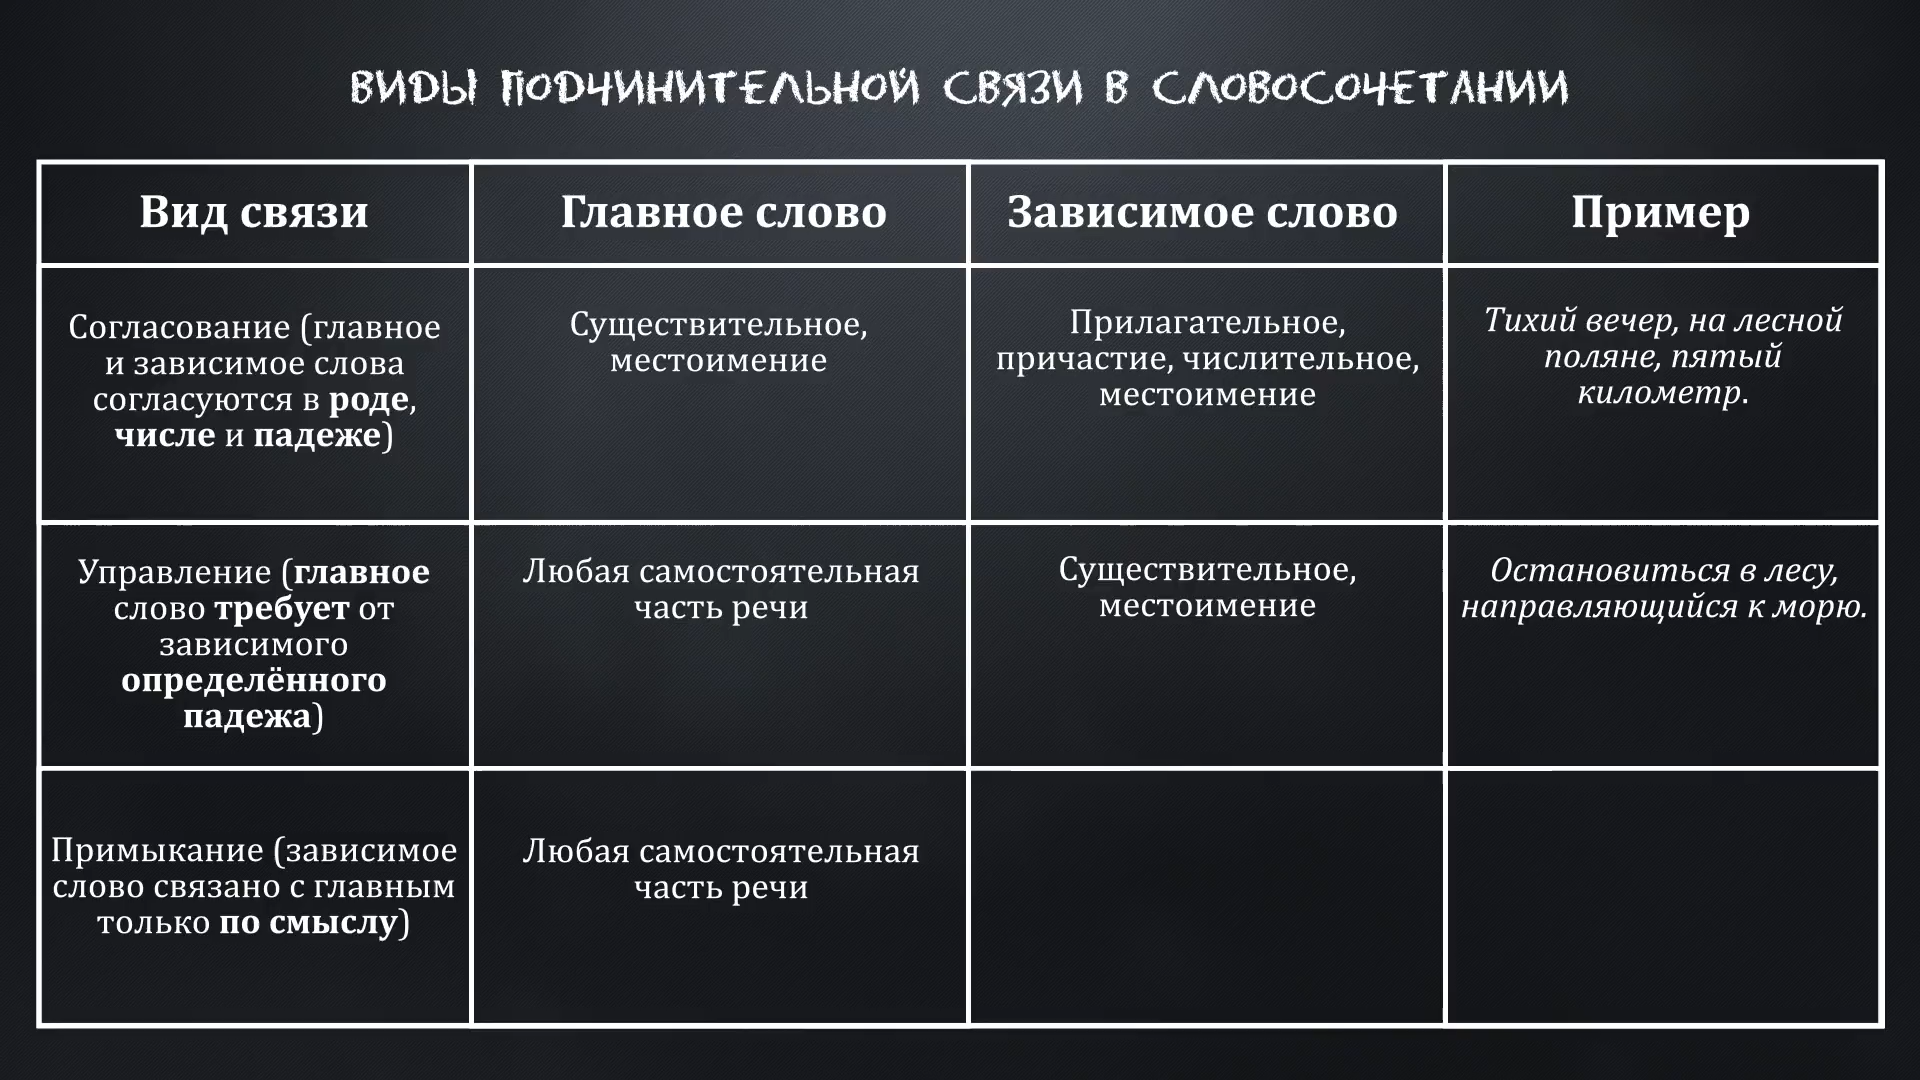 ВИДЫ ПОДЧИНИТЕЛЬНОЙ СВЯЗИ В СЛОВОСОЧЕТАНИИ
Вид связи
Главное слово
Зависимое слово
Пример
Согласование (главное
и зависимое слова
согласуются в роде,
числе и падеже)
Существительное,
местоимение
Прилагательное,
причастие, числительное,
местоимение
Тихий вечер, на лесной
поляне, пятый
километр.
Управление (главное
слово требует от
зависимого
определённого
падежа)
Любая самостоятельная
часть речи
Существительное,
местоимение
Остановиться в лесу,
направляющийся к морю.
Примыкание (зависимое
слово связано с главным
только по смыслу)
Любая самостоятельная
часть речи